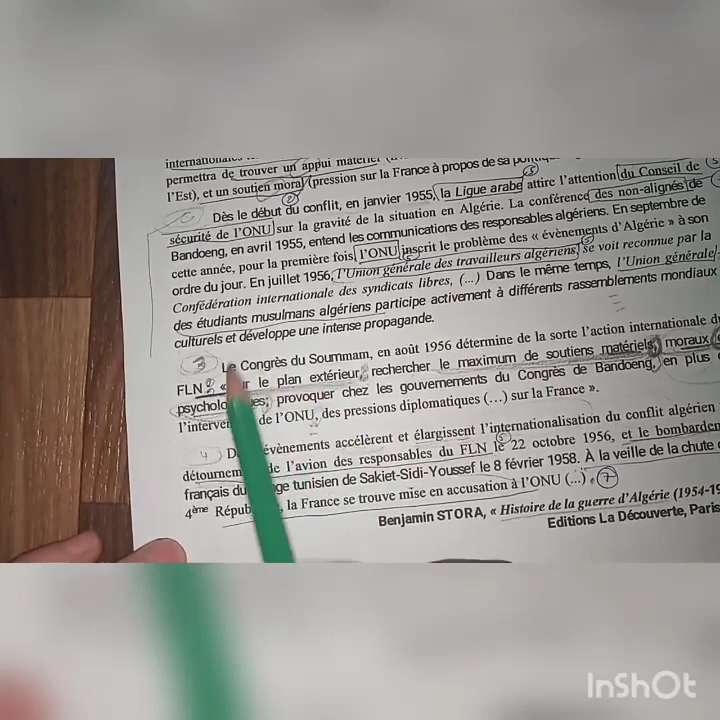 permettra de trouver un appui matériel
l'Est), et un soutien moral (pression sur la France à propos de sa
Dès le début du conflit, en janvier 1955, la Ligue arabe attire l'attention du Conseil de
sécurité de l'ONU sur la gravité de la situation en Algérie. La conférence des non-alignés de
Bandoeng, en avril 1955, entend les communications des responsables algériens. En septembre de
cette année, pour la première fois, l'ONU inscrit le problème des « évènements d'Algérie » à son
ordre du jour. En juillet 1956, l'Union générale des travailleurs algériens, se voit reconnue par la
Confédération internationale des syndicats libres, (...) Dans le même temps, l'Union générale
des étudiants musulmans algériens participe activement à différents rassemblements mondiaux
culturels et développe une intense propagande.
3 Le Congrès du Soummam, en août 1956 détermine de la sorte l'action internationale du
FLN : « le plan extérieur, rechercher le maximum de soutiens matériels, moraux
provoquer chez les gouvernements du Congrès de Bandoeng, en plus
de l'ONU, des pressions diplomatiques (...) sur la France ».
4 évènements accélèrent et élargissent l'internationalisation du conflit algérien
de l'avion des responsables du FLN le 22 octobre 1956, et le bombardem
français du tunisien de Sakiet-Sidi-Youssef le 8 février 1958. À la veille de la chute
4ème la France se trouve mise en accusation à l'ONU (...). 7
Benjamin STORA, « Histoire de la guerre d'Algérie (1954-19
Editions La Découverte, Paris
InShOt